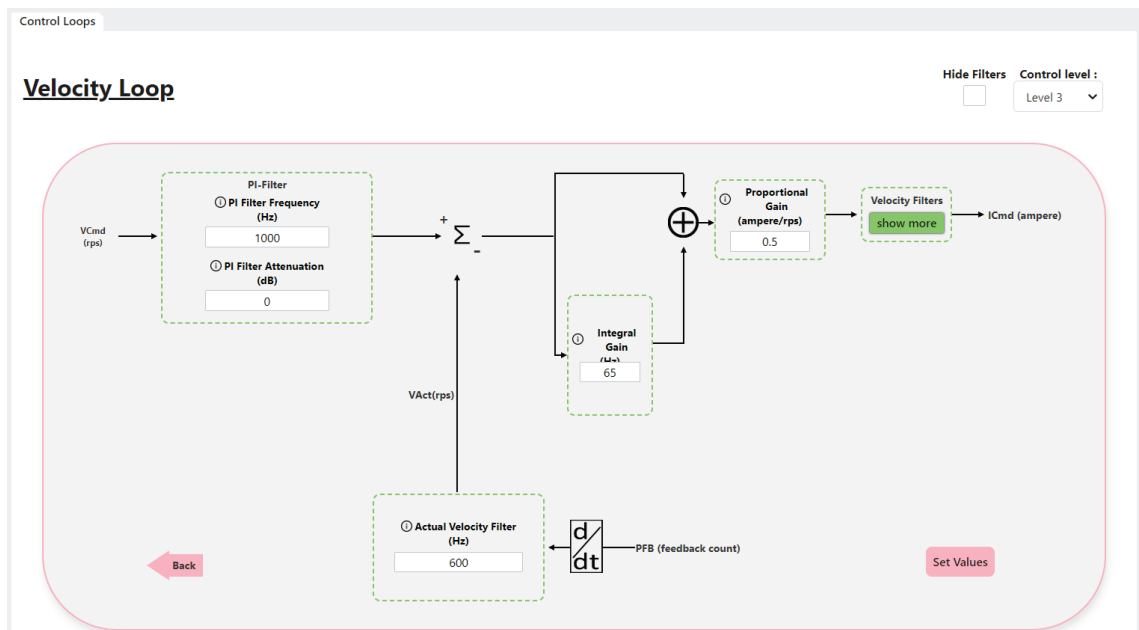 Control Loops
Velocity Loop
Hide Filters
Control level :
Level 3
PI-Filter
PI Filter Frequency
(Hz)
1000
PI Filter Attenuation
(dB)
0
VCmd
(rps)
+
Σ
-
Integral
Gain
(Hz)
65
Proportional
Gain
(ampere/rps)
0.5
Velocity Filters
show more
ICmd (ampere)
VAct(rps)
Actual Velocity Filter
(Hz)
600
d
dt
PFB (feedback count)
Back
Set Values